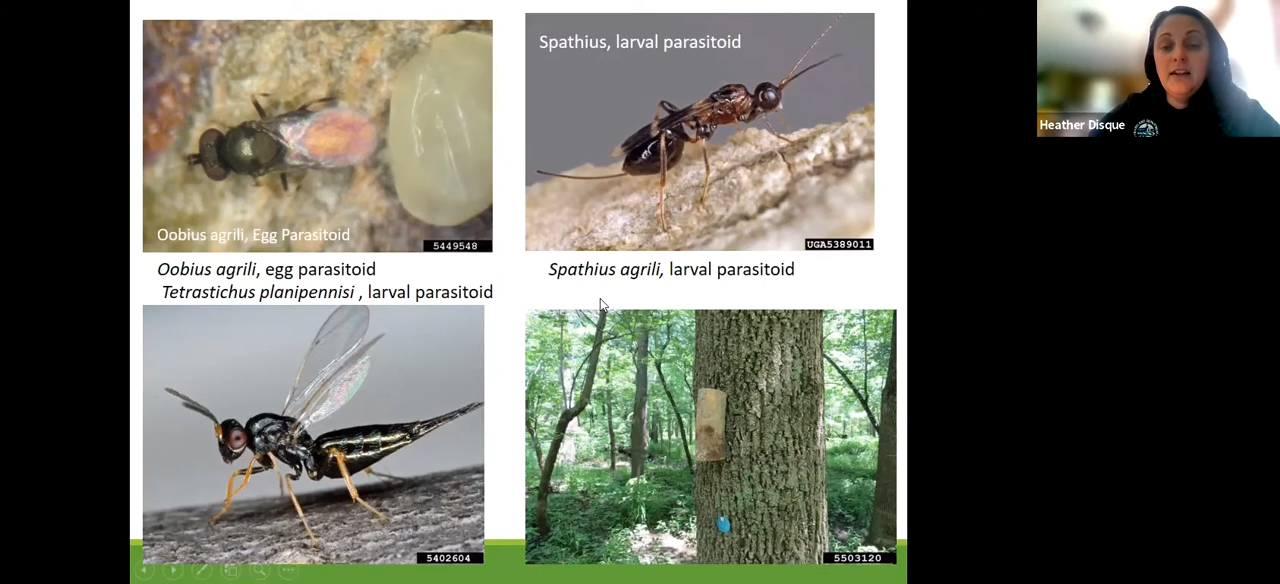 Spathius, larval parasitoid
Heather Disque
Oobius agrili, Egg Parasitoid
5449548
UGA5389011
Oobius agrili, egg parasitoid
Spathius agrili, larval parasitoid
Tetrastichus planipennisi , larval parasitoid
5402604
5503120